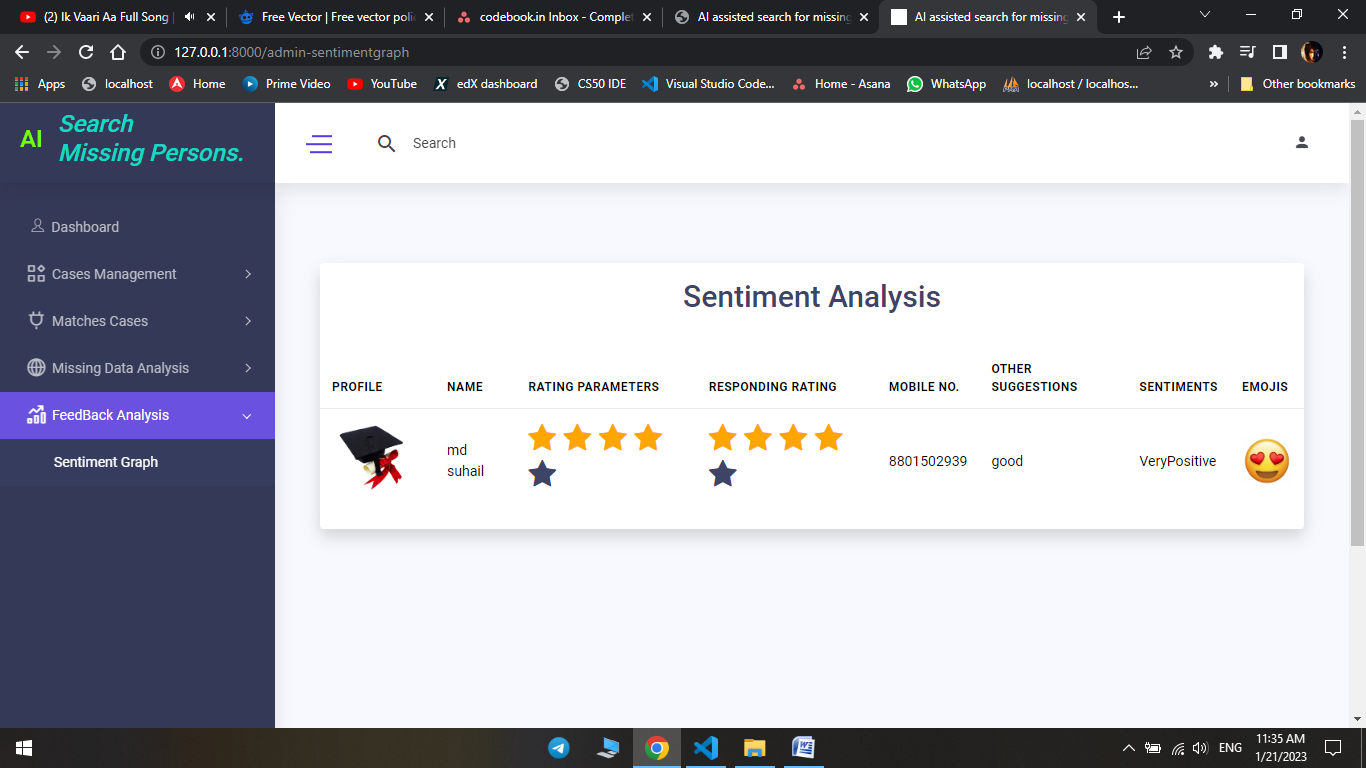 (2) Ik Vaari Aa Full Song |
Free Vector | Free vector polic
codebook.in Inbox - Complet
AI assisted search for missing
AI assisted search for missing
127.0.0.1:8000/admin-sentimentgraph
Apps
localhost
Home
Prime Video
YouTube
edX dashboard
CS50 IDE
Visual Studio Code...
Home - Asana
WhatsApp
localhost / localhos...
»
Other bookmarks
AI
Search
Missing Persons.
Search
Dashboard
Cases Management
Matches Cases
Missing Data Analysis
FeedBack Analysis
Sentiment Graph
Sentiment Analysis
PROFILE
NAME
RATING PARAMETERS
RESPONDING RATING
MOBILE NO.
OTHER
SUGGESTIONS
SENTIMENTS
EMOJIS
md
suhail
8801502939
good
VeryPositive
ENG
11:35 AM
1/21/2023